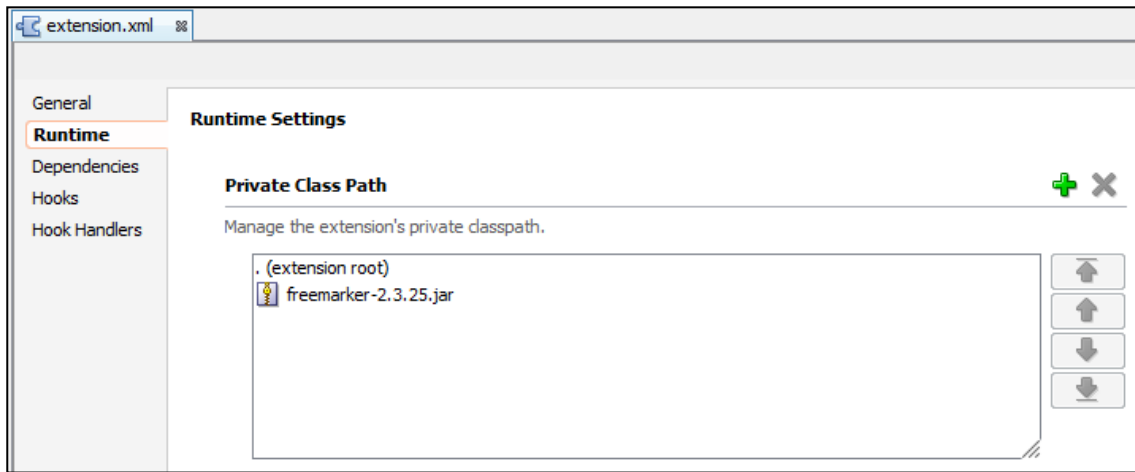 extension.xml
General
Runtime
Dependencies
Hooks
Hook Handlers
Runtime Settings
Private Class Path
Manage the extension's private classpath.
. (extension root)
freemarker-2.3.25.jar